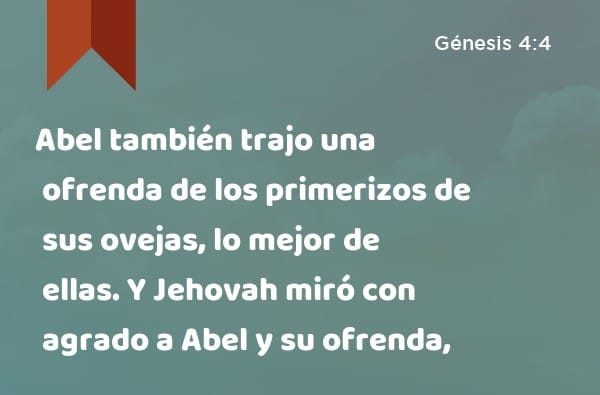 Génesis 4:4
Abel también trajo una
ofrenda de los primerizos de
sus ovejas, lo mejor de
ellas. Y Jehovah miró con
agrado a Abel y su ofrenda,